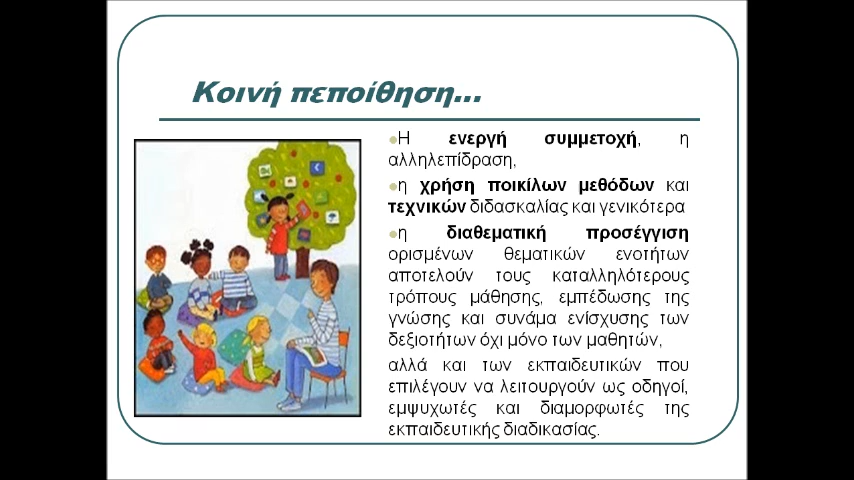 Κοινή πεποίθηση...
Η ενεργή συμμετοχή, η
αλληλεπίδραση,
η χρήση ποικίλων μεθόδων και
τεχνικών διδασκαλίας και γενικότερα
η διαθεματική προσέγγιση
ορισμένων θεματικών ενοτήτων
αποτελούν τους καταλληλότερους
τρόπους μάθησης, εμπέδωσης της
γνώσης και συνάμα ενίσχυσης των
δεξιοτήτων όχι μόνο των μαθητών,
αλλά και των εκπαιδευτικών που
επιλέγουν να λειτουργούν ως οδηγοί,
εμψυχωτές και διαμορφωτές της
εκπαιδευτικής διαδικασίας.